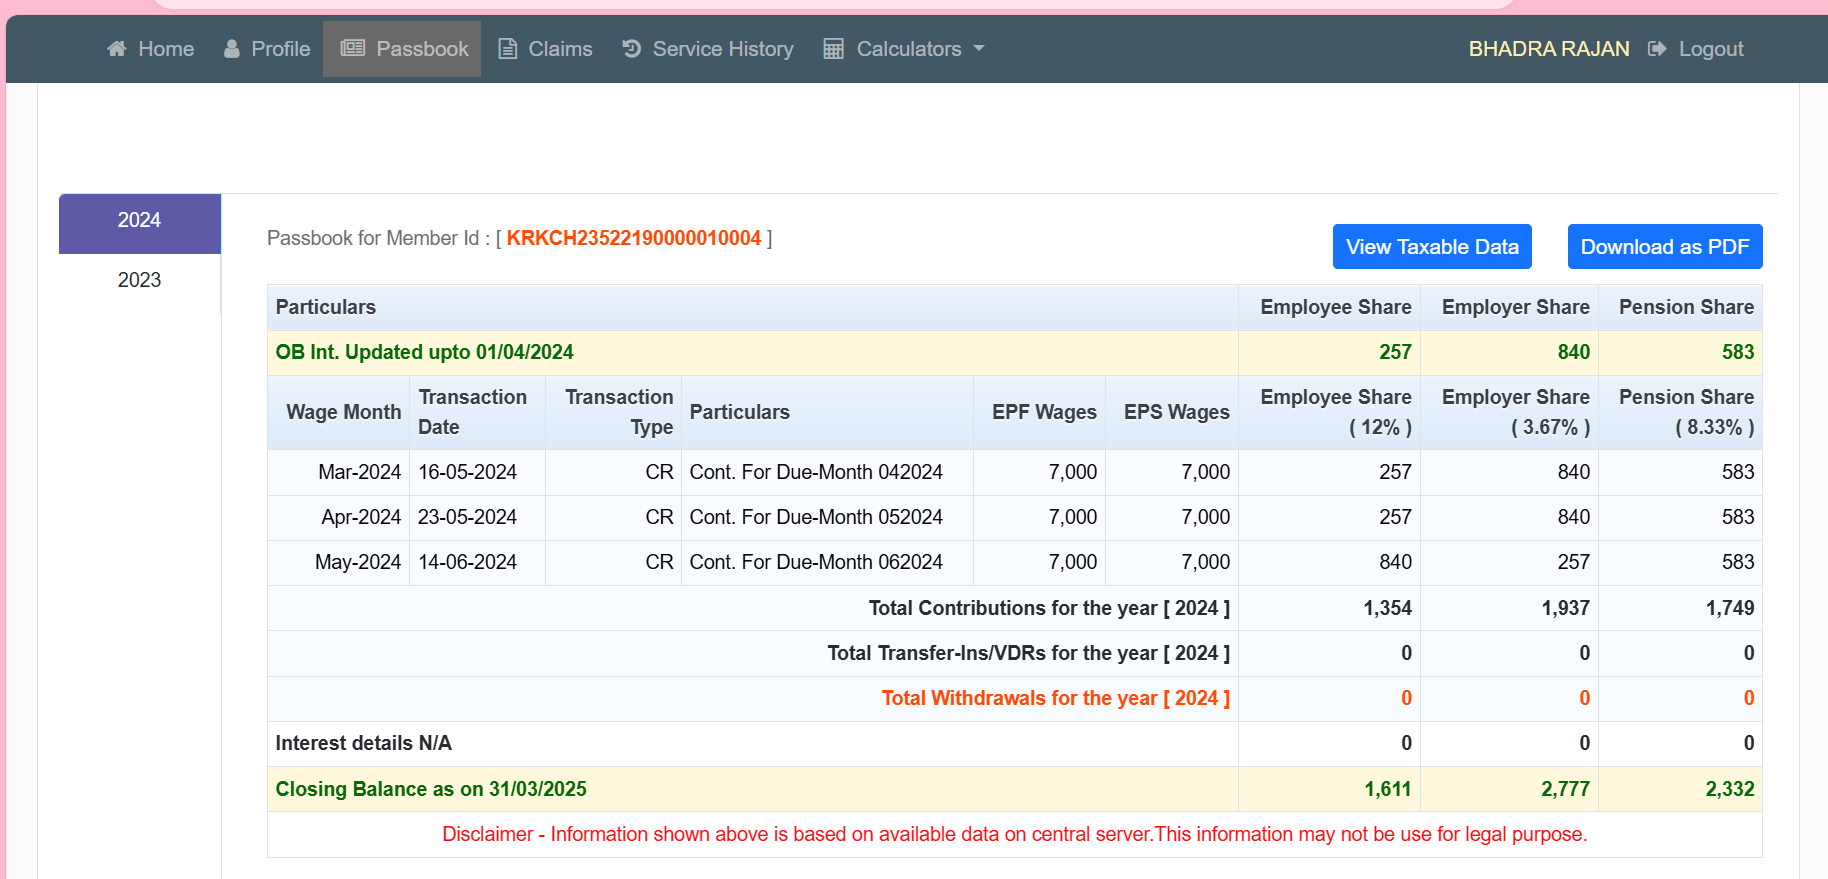 Home Profile Passbook Claims Service History Calculators BHADRA RAJAN Logout
2024
2023
Passbook for Member Id : [ KRKCH23522190000010004 ]
View Taxable Data
Download as PDF
Particulars Employee Share Employer Share Pension Share
OB Int. Updated upto 01/04/2024 257 840 583
Wage Month Transaction Date Transaction Type Particulars EPF Wages EPS Wages Employee Share ( 12% ) Employer Share ( 3.67% ) Pension Share ( 8.33% )
Mar-2024 16-05-2024 CR Cont. For Due-Month 042024 7,000 7,000 257 840 583
Apr-2024 23-05-2024 CR Cont. For Due-Month 052024 7,000 7,000 257 840 583
May-2024 14-06-2024 CR Cont. For Due-Month 062024 7,000 7,000 840 257 583
Total Contributions for the year [ 2024 ] 1,354 1,937 1,749
Total Transfer-Ins/VDRs for the year [ 2024 ] 0 0 0
Total Withdrawals for the year [ 2024 ] 0 0 0
Interest details N/A 0 0 0
Closing Balance as on 31/03/2025 1,611 2,777 2,332
Disclaimer - Information shown above is based on available data on central server.This information may not be use for legal purpose.